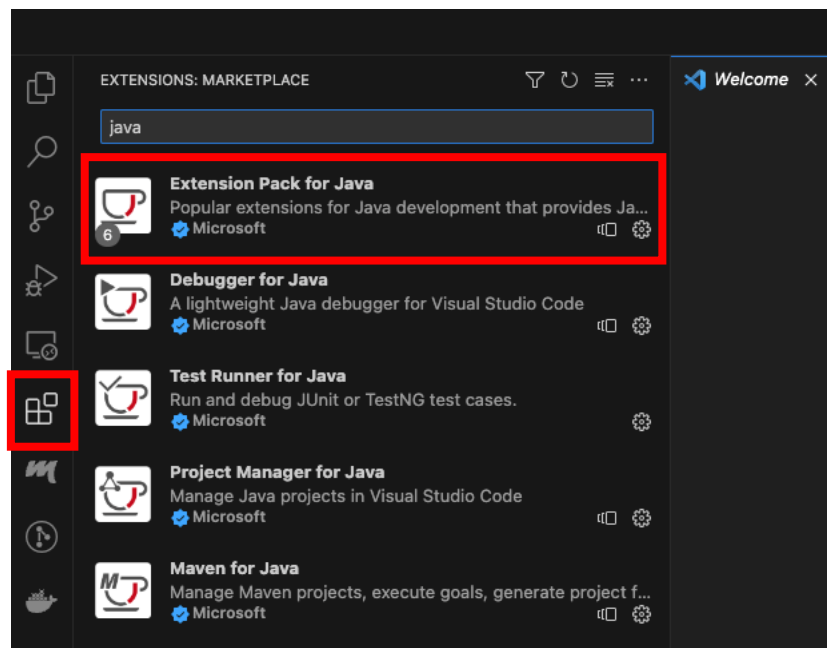 EXTENSIONS: MARKETPLACE
Welcome
java
Extension Pack for Java
Popular extensions for Java development that provides Ja...
6
Microsoft
Debugger for Java
A lightweight Java debugger for Visual Studio Code
Microsoft
Test Runner for Java
Run and debug JUnit or TestNG test cases.
Microsoft
Project Manager for Java
Manage Java projects in Visual Studio Code
Microsoft
Maven for Java
M
Manage Maven projects, execute goals, generate project f...
Microsoft